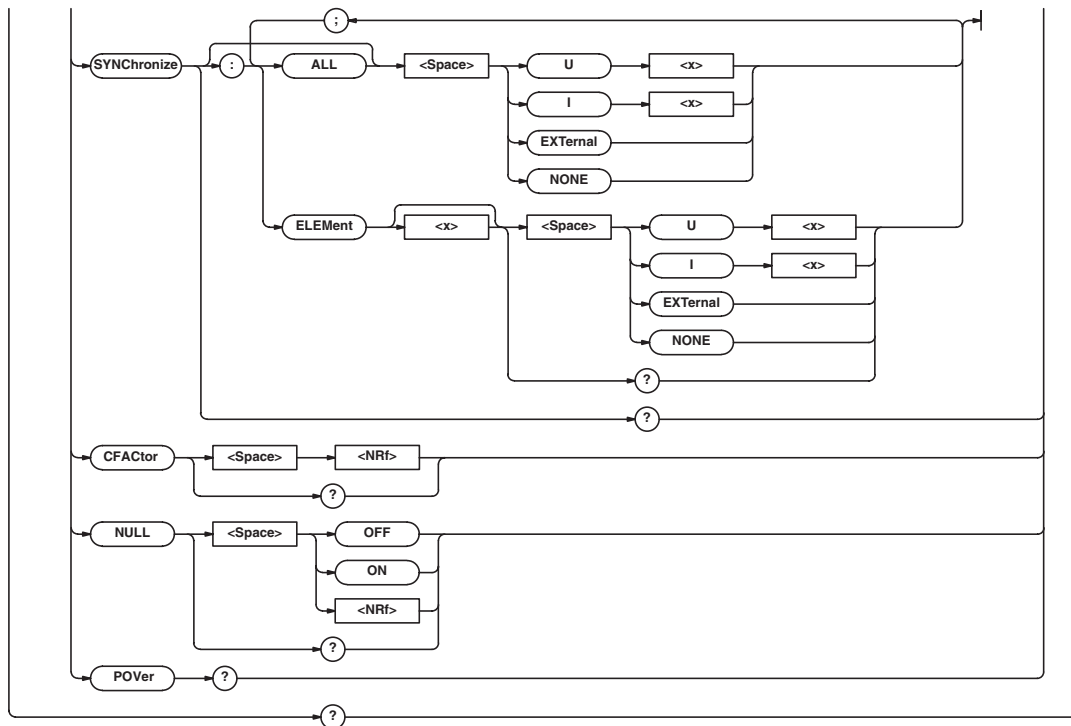 ;
SYNChronize : ALL <Space> U <x>
I <x>
EXTernal
NONE
ELEMent <x> <Space> U <x>
I <x>
EXTernal
NONE
?
?
CFACtor <Space> <NRf>
?
NULL <Space> OFF
ON
<NRf>
?
POVer ?
?